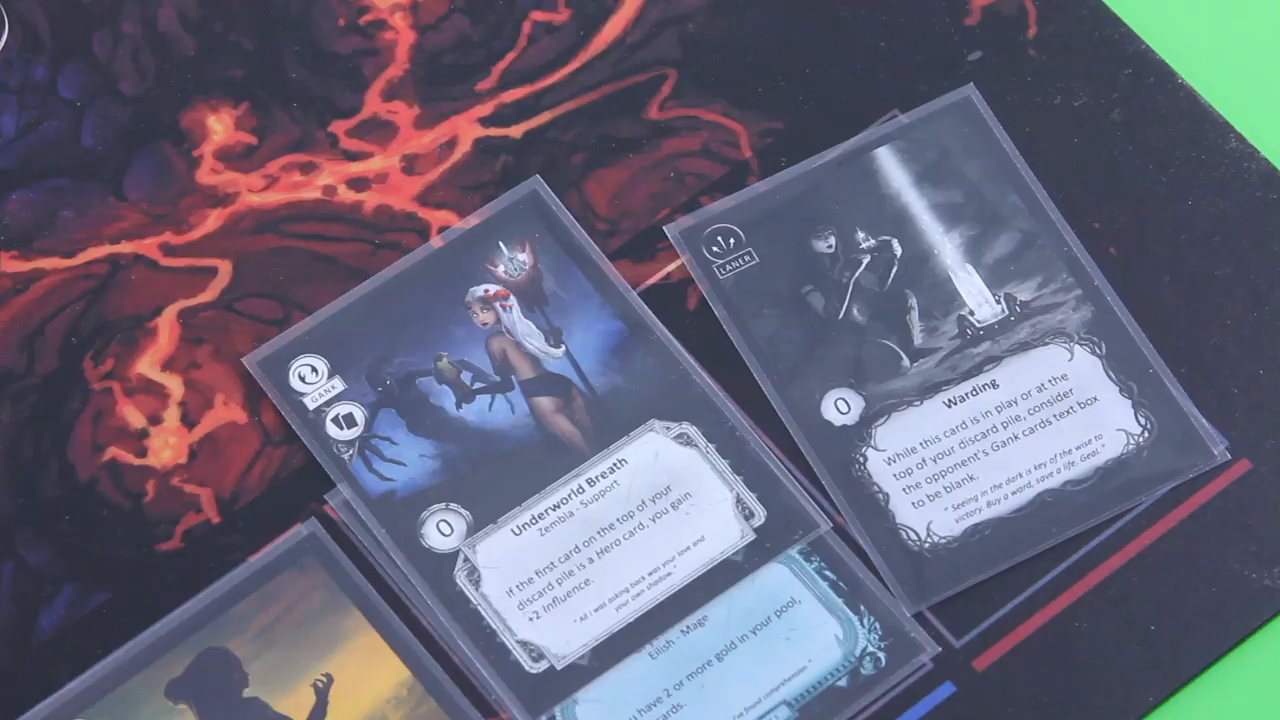 GANK
0
Underworld Breath
Zembia - Support
If the first card on the top of your
discard pile is a Hero card, you gain
+2 Influence.
"All I was asking back was your love and
your own shadow."
LANER
0
Warding
While this card is in play or at the
top of your discard pile, consider
the opponent's Gank cards text box
to be blank.
" Seeing in the dark is key of the wise to
victory. Buy a ward, save a life. Geal."
Eilish - Mage
have 2 or more gold in your pool,
cards.
found comprehension "